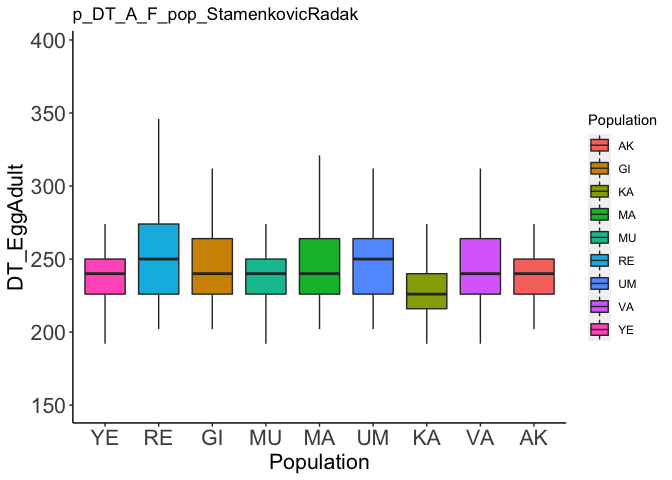 p_DT_A_F_pop_StamenkovicRadak
DT_EggAdult
400
350
300
250
200
150
YE RE GI MU MA UM KA VA AK
Population
Population
AK
GI
KA
MA
MU
RE
UM
VA
YE